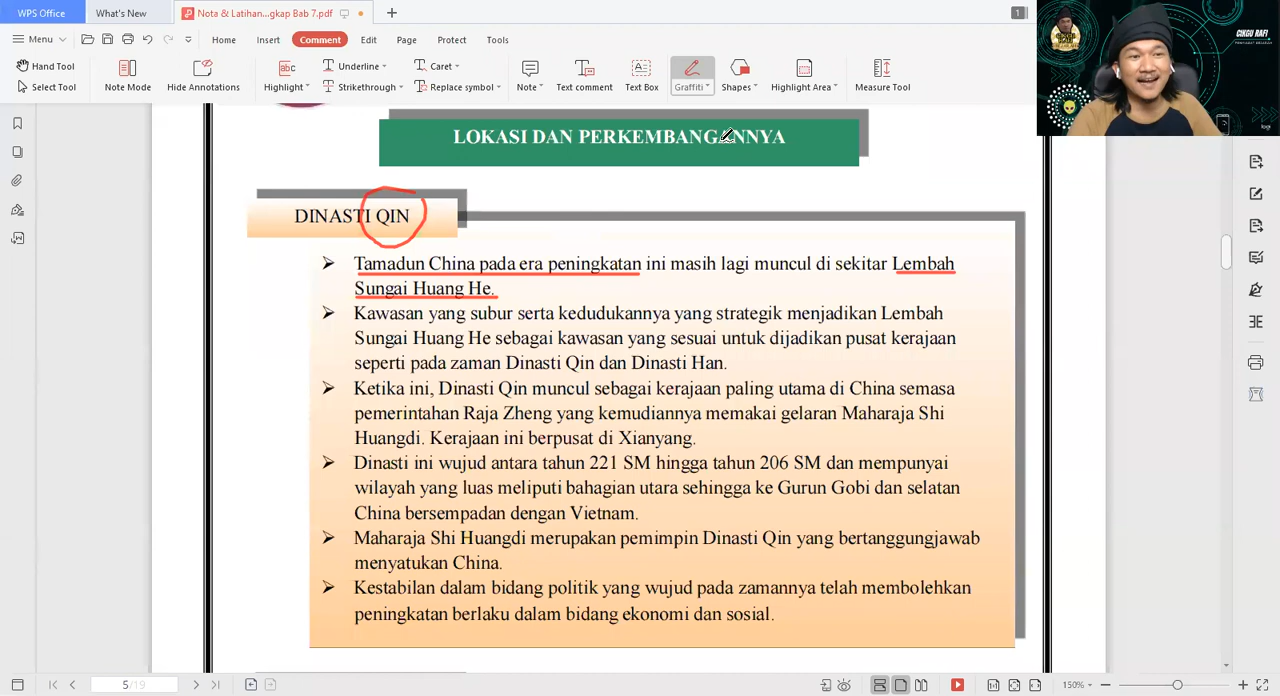 WPS Office
What's New
Nota & Latihan...gkap Bab 7.pdf
1
Menu
Home
Insert
Comment
Edit
Page
Protect
Tools
Hand Tool
Select Tool
Note Mode
Hide Annotations
Highlight
Underline
Strikethrough
Caret
Replace symbol
Note
Text comment
Text Box
Graffiti
Shapes
Highlight Area
Measure Tool
CIKGU RAFI
LOKASI DAN PERKEMBANGANNYA
DINASTI QIN
Tamadun China pada era peningkatan ini masih lagi muncul di sekitar Lembah
Sungai Huang He.
Kawasan yang subur serta kedudukannya yang strategik menjadikan Lembah
Sungai Huang He sebagai kawasan yang sesuai untuk dijadikan pusat kerajaan
seperti pada zaman Dinasti Qin dan Dinasti Han.
Ketika ini, Dinasti Qin muncul sebagai kerajaan paling utama di China semasa
pemerintahan Raja Zheng yang kemudiannya memakai gelaran Maharaja Shi
Huangdi. Kerajaan ini berpusat di Xianyang.
Dinasti ini wujud antara tahun 221 SM hingga tahun 206 SM dan mempunyai
wilayah yang luas meliputi bahagian utara sehingga ke Gurun Gobi dan selatan
China bersempadan dengan Vietnam.
Maharaja Shi Huangdi merupakan pemimpin Dinasti Qin yang bertanggungjawab
menyatukan China.
Kestabilan dalam bidang politik yang wujud pada zamannya telah membolehkan
peningkatan berlaku dalam bidang ekonomi dan sosial.
5/19
150%